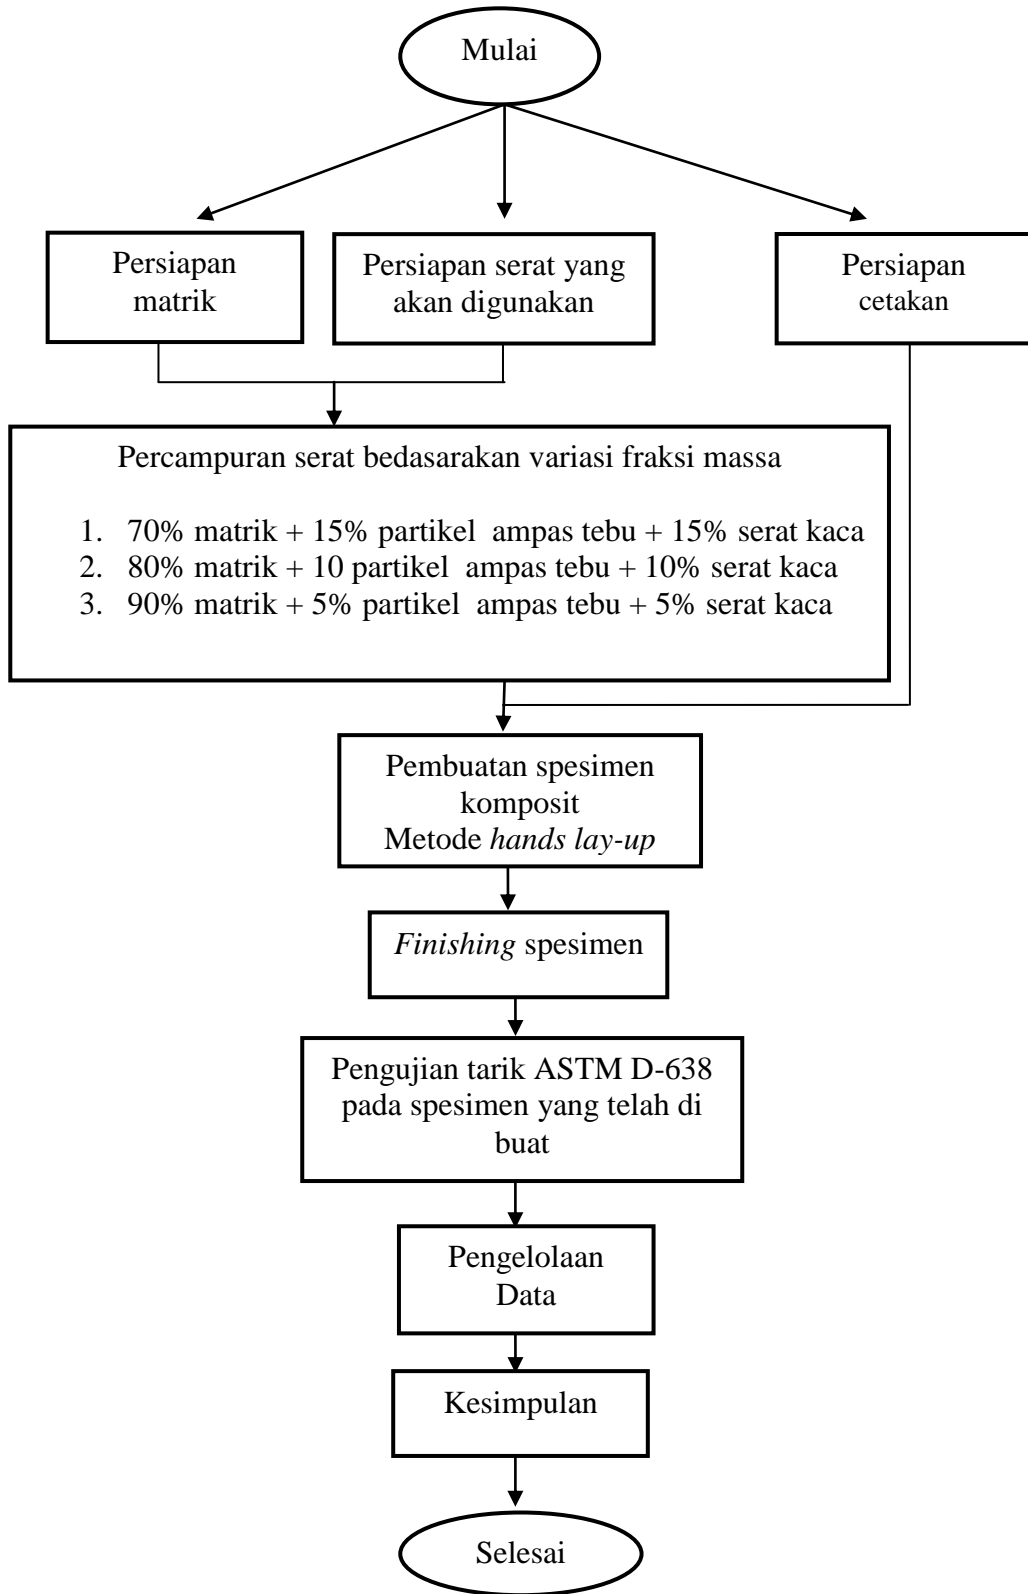 Mulai
Persiapan
matrik
Persiapan serat yang
akan digunakan
Persiapan
cetakan
Percampuran serat bedasarakan variasi fraksi massa
1. 70% matrik + 15% partikel ampas tebu + 15% serat kaca
2. 80% matrik + 10 partikel ampas tebu + 10% serat kaca
3. 90% matrik + 5% partikel ampas tebu + 5% serat kaca
Pembuatan spesimen
komposit
Metode hands lay-up
Finishing spesimen
Pengujian tarik ASTM D-638
pada spesimen yang telah di
buat
Pengelolaan
Data
Kesimpulan
Selesai